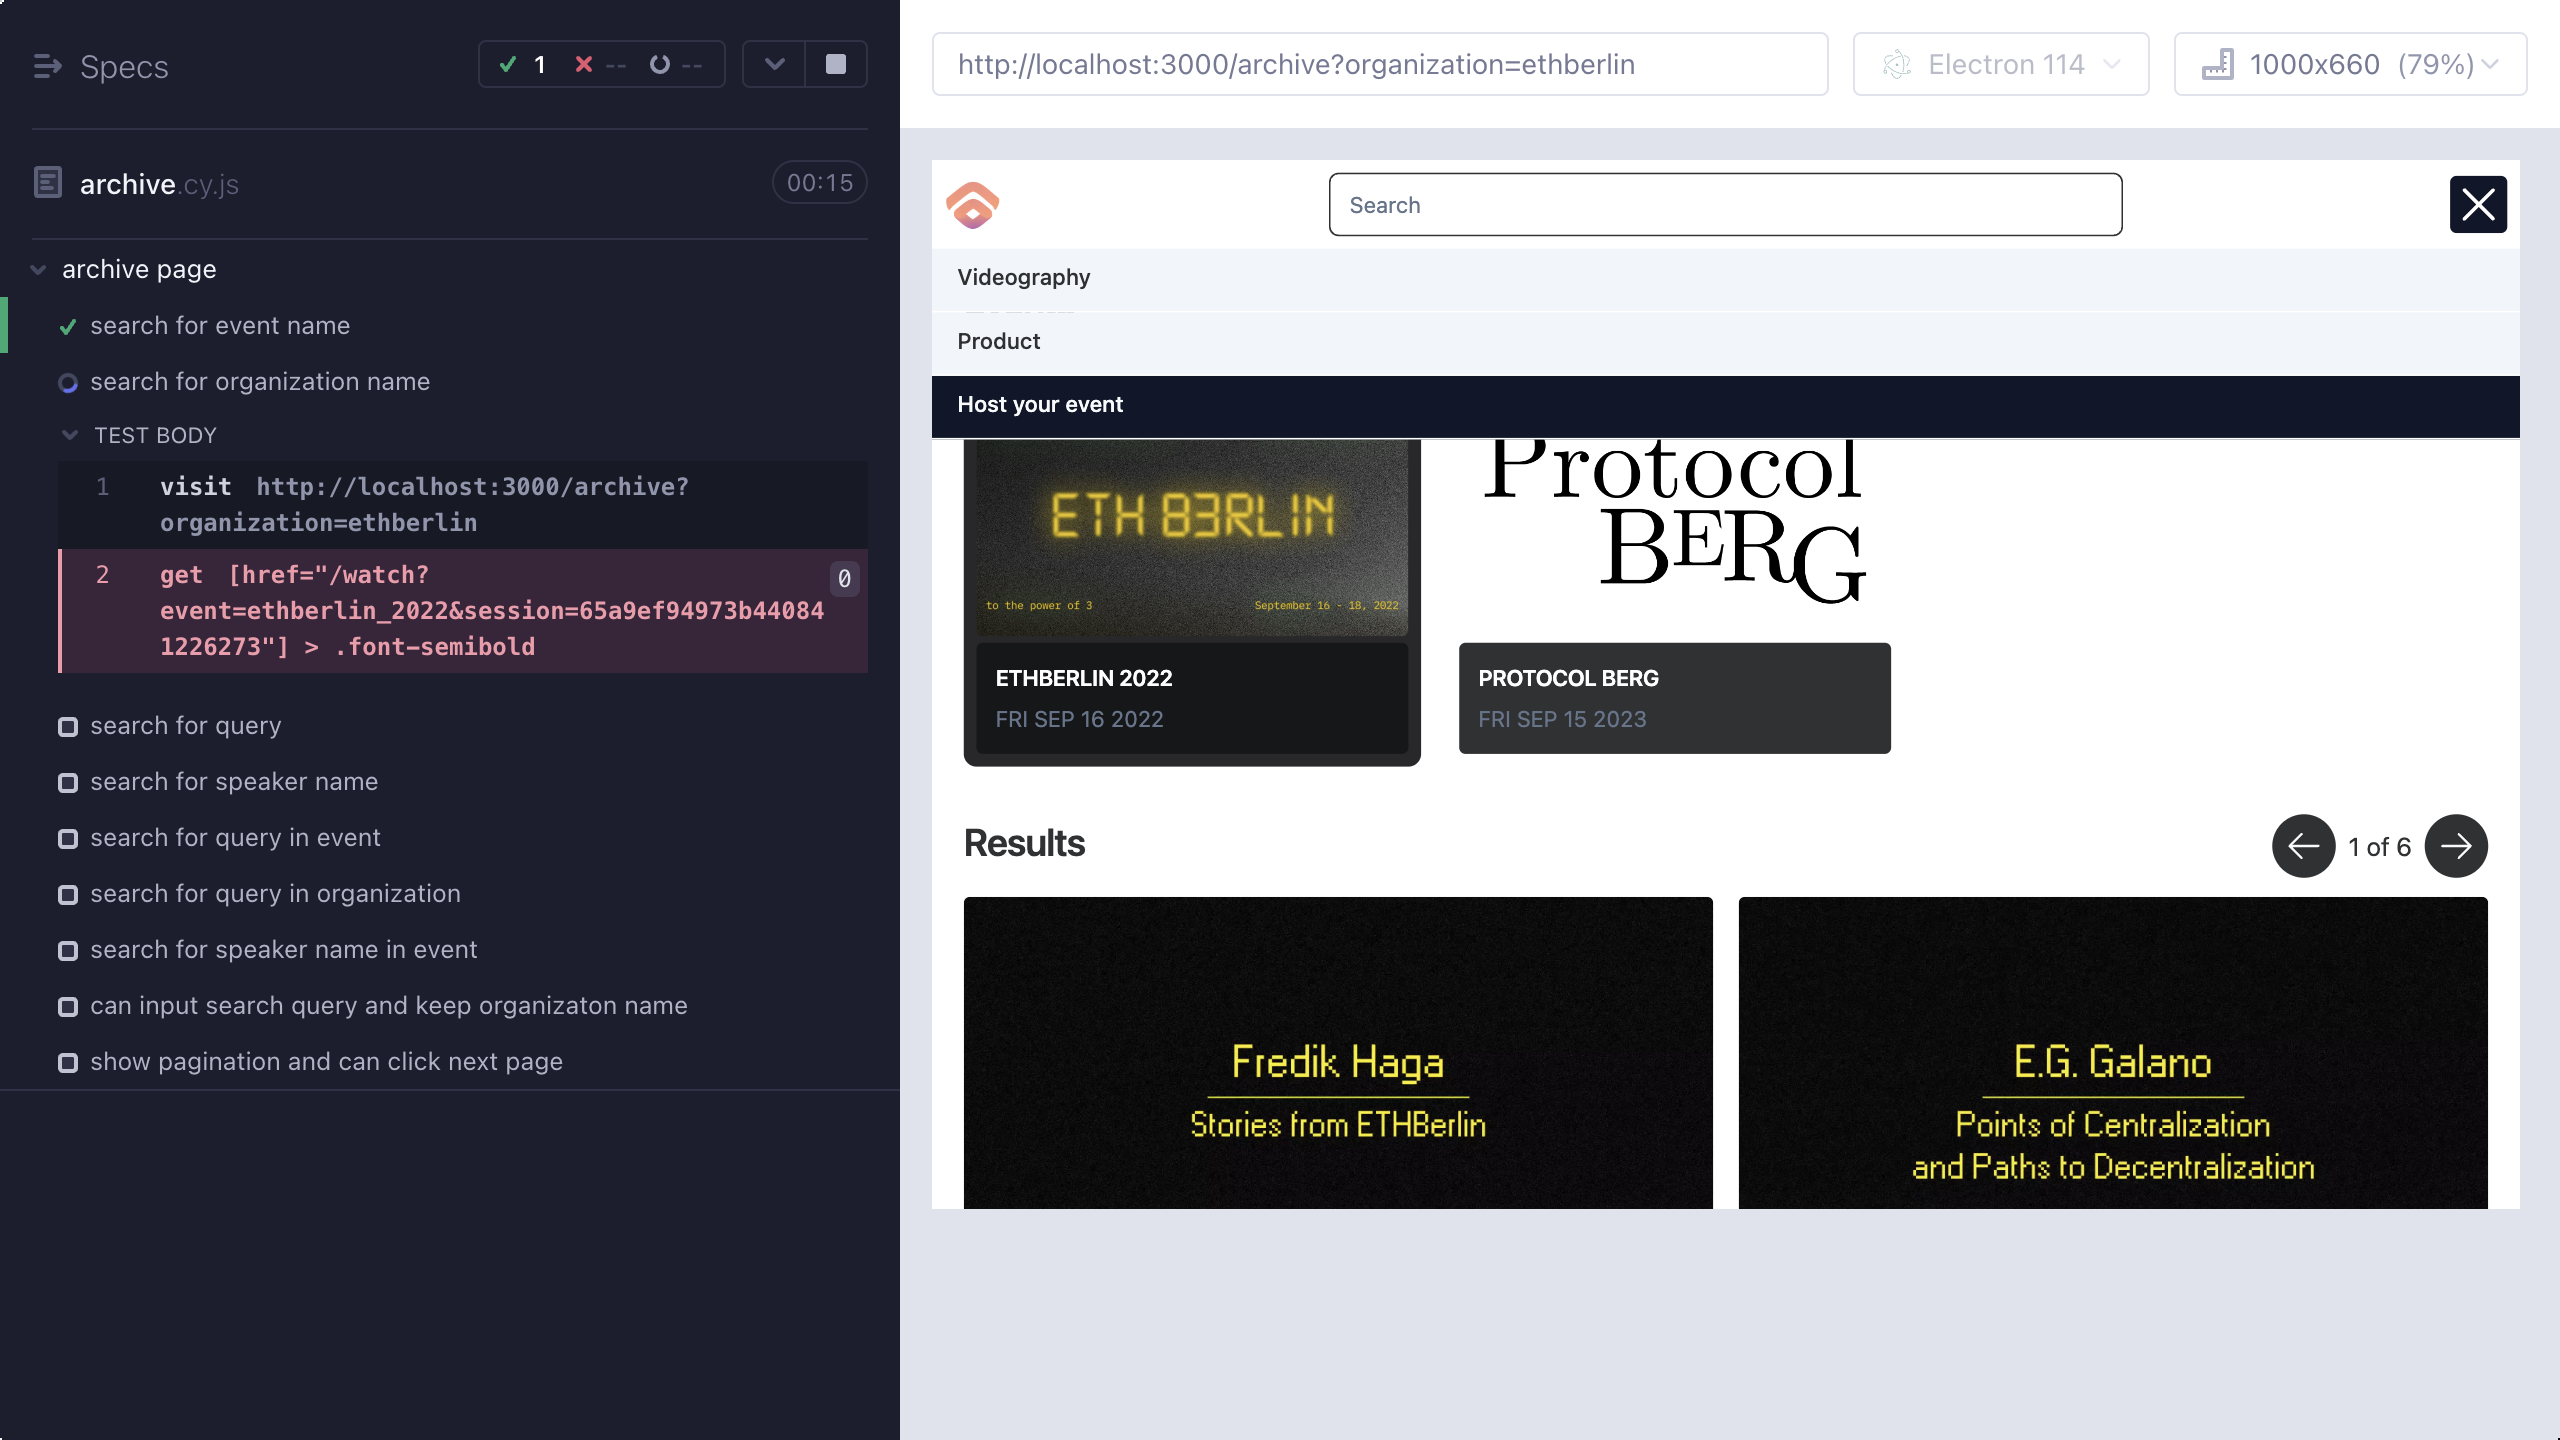 Specs
1
--
--
archive.cy.js
00:15
archive page
search for event name
search for organization name
TEST BODY
1 visit http://localhost:3000/archive?
organization=ethberlin
2 get [href="/watch?
event=ethberlin_2022&session=65a9ef94973b44084
1226273"] > .font-semibold
0
search for query
search for speaker name
search for query in event
search for query in organization
search for speaker name in event
can input search query and keep organizaton name
show pagination and can click next page
http://localhost:3000/archive?organization=ethberlin
Electron 114
1000x660 (79%)
Search
Videography
Product
Host your event
ETH B3RLIN
to the power of 3
September 16 - 18, 2022
ETHBERLIN 2022
FRI SEP 16 2022
Protocol
BERG
PROTOCOL BERG
FRI SEP 15 2023
Results
1 of 6
Fredik Haga
Stories from ETHBerlin
E.G. Galano
Points of Centralization
and Paths to Decentralization